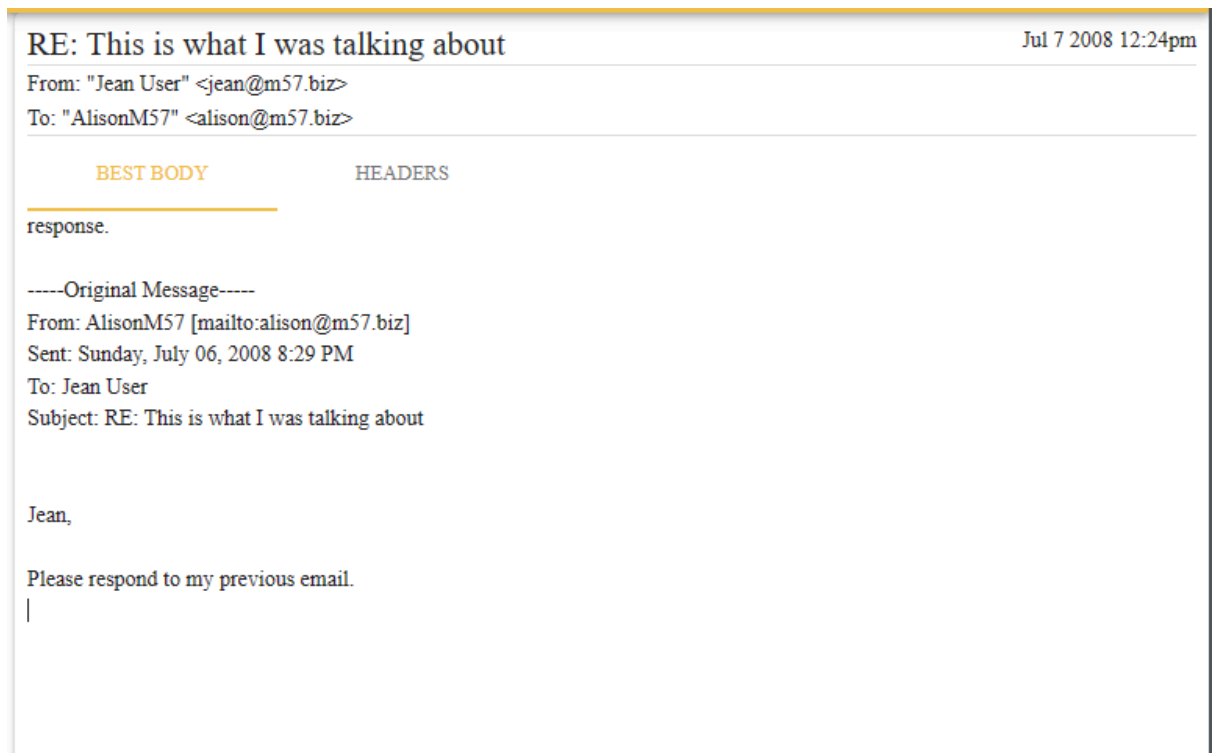 RE: This is what I was talking about
Jul 7 2008 12:24pm
From: "Jean User" <jean@m57.biz>
To: "AlisonM57" <alison@m57.biz>
BEST BODY
HEADERS
response.
-----Original Message-----
From: AlisonM57 [mailto:alison@m57.biz]
Sent: Sunday, July 06, 2008 8:29 PM
To: Jean User
Subject: RE: This is what I was talking about
Jean,
Please respond to my previous email.